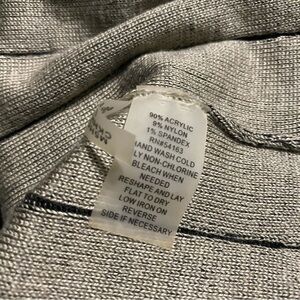 90% ACRYLIC
9% NYLON
1% SPANDEX
RN#54163
HAND WASH COLD
LY NON-CHLORINE
BLEACH WHEN
NEEDED
RESHAPE AND LAY
FLAT TO DRY
LOW IRON ON
REVERSE
SIDE IF NECESSARY